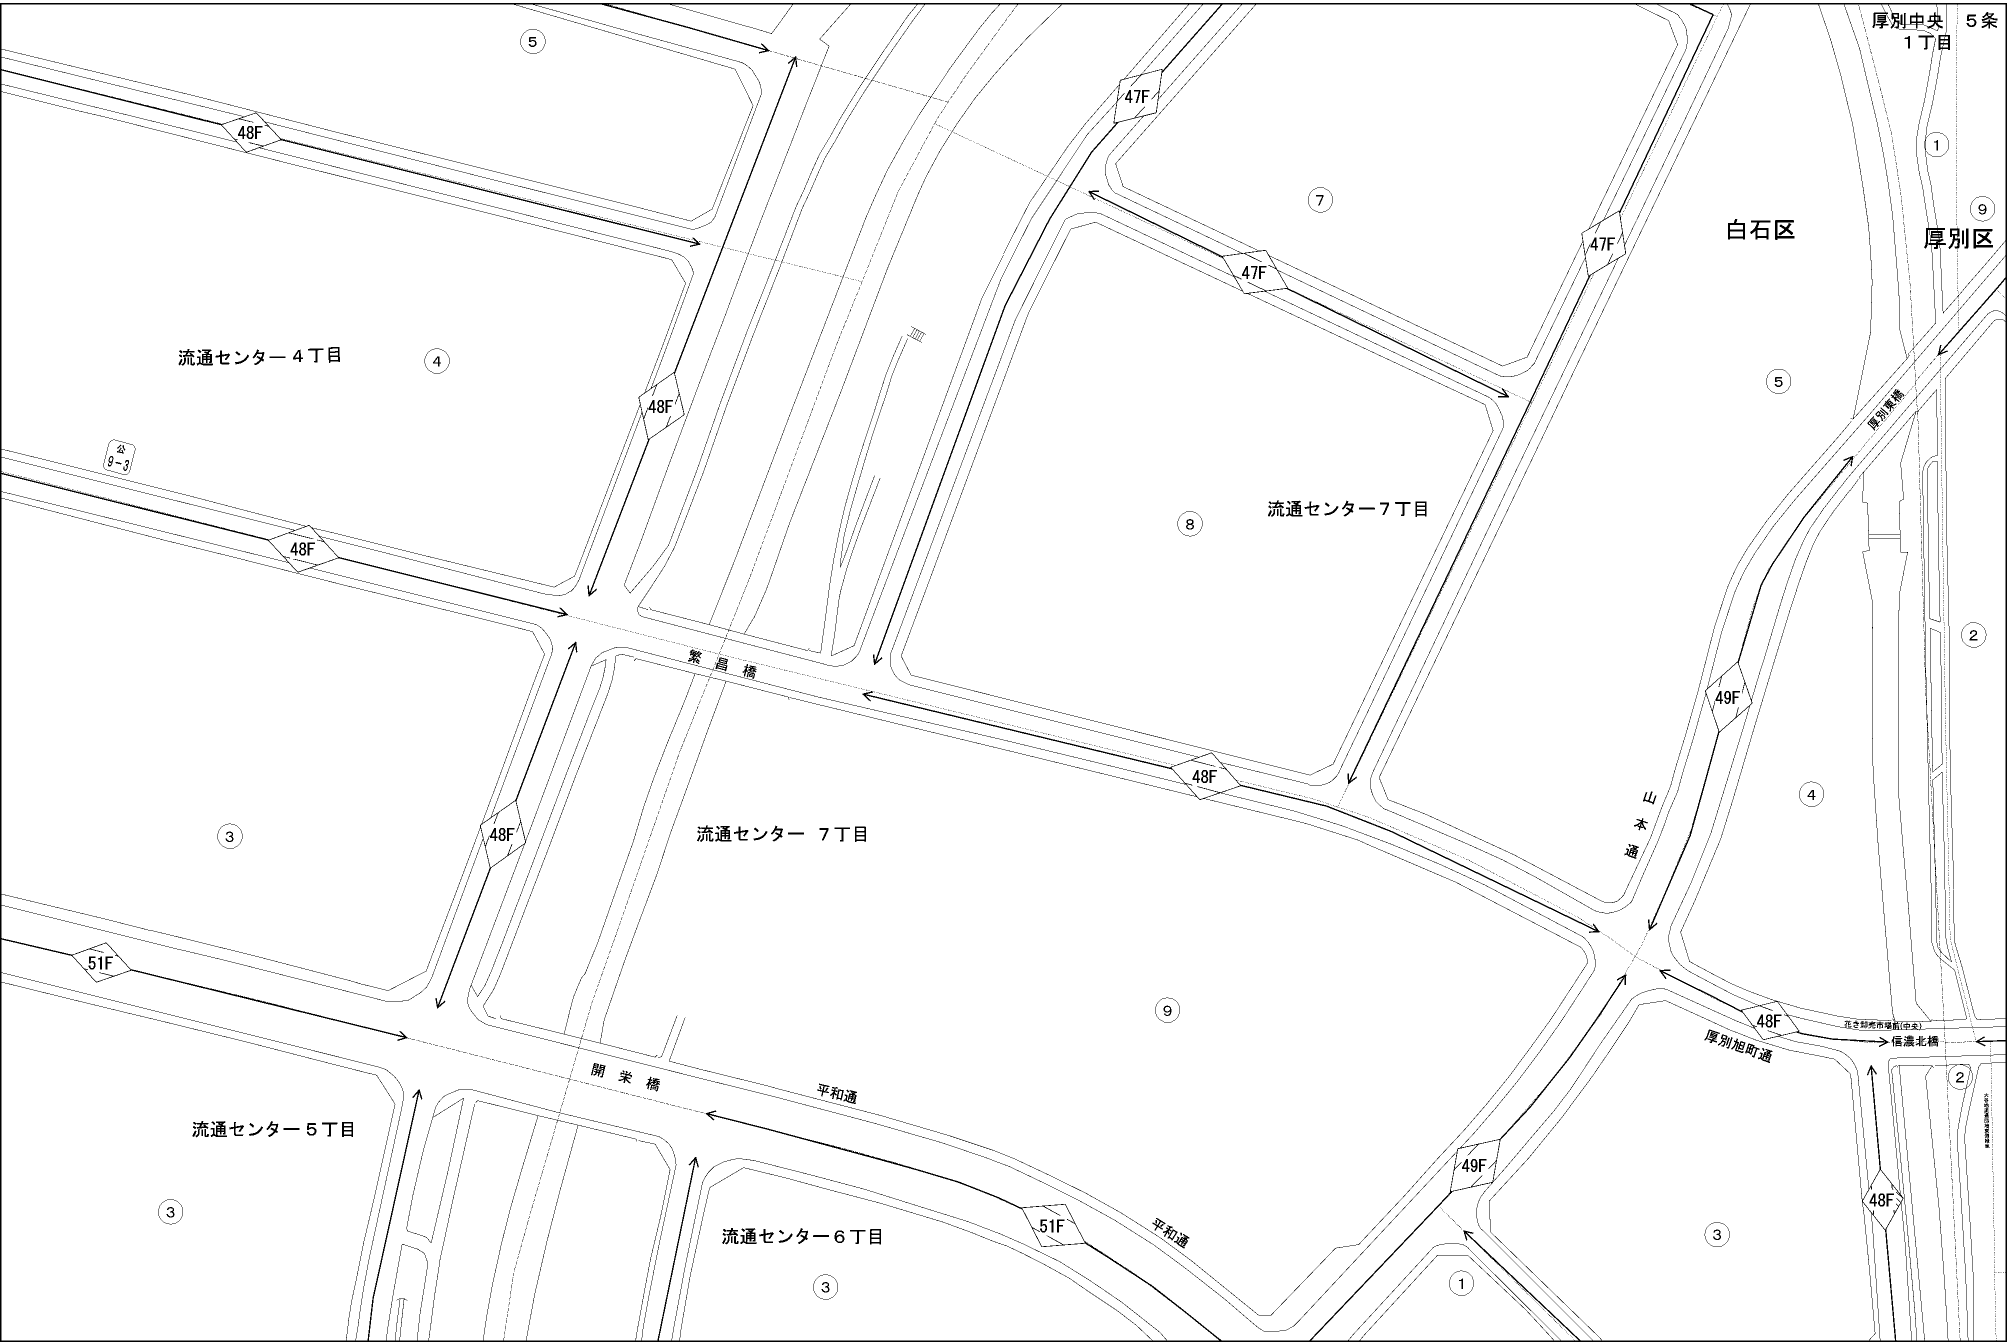 厚別中央 5条
1丁目
5
47F
48F
1
7
9
白石区
47F
厚別区
47F
流通センター4丁目
4
5
48F
厚別東橋
公
9-3
流通センター7丁目
8
48F
2
繁昌橋
49F
48F
4
山本通
3
48F
流通センター 7丁目
51F
9
48F
花き卸売市場前(中央)
信濃北橋
厚別旭町通
開栄橋
2
平和通
流通センター5丁目
49F
48F
3
51F
平和通
流通センター6丁目
3
1
3